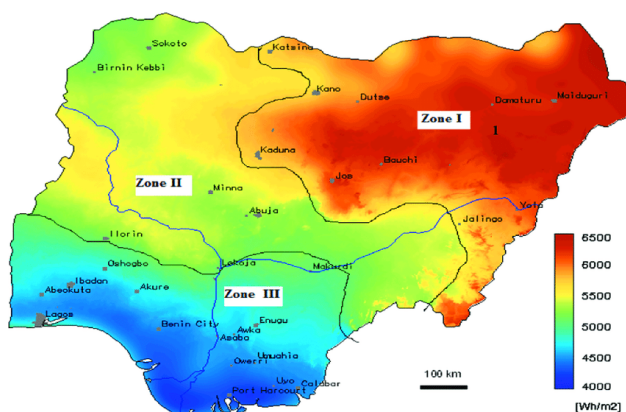 Sokoto
Katsina
Birnin Kebbi
Kano
Dutse
Zone I
Damaturu
Maiduguri
1
Kaduna
Bauchi
Jos
Zone II
Minna
Abuja
Yola
Jalingo
Ilorin
Lokoja
Makurdi
Oshogbo
Ibadan
Abeokuta
Akure
Zone III
Lagos
Benin City
Enugu
Awka
Asaba
Umuahia
Owerri
Uyo
Calabar
Port Harcourt
100 km
6500
6000
5500
5000
4500
4000
[Wh/m2]